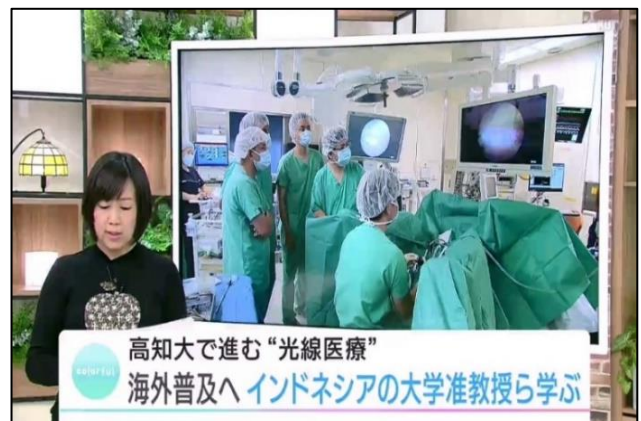 高知大で進む“光線医療”
海外普及へ インドネシアの大学准教授ら学ぶ